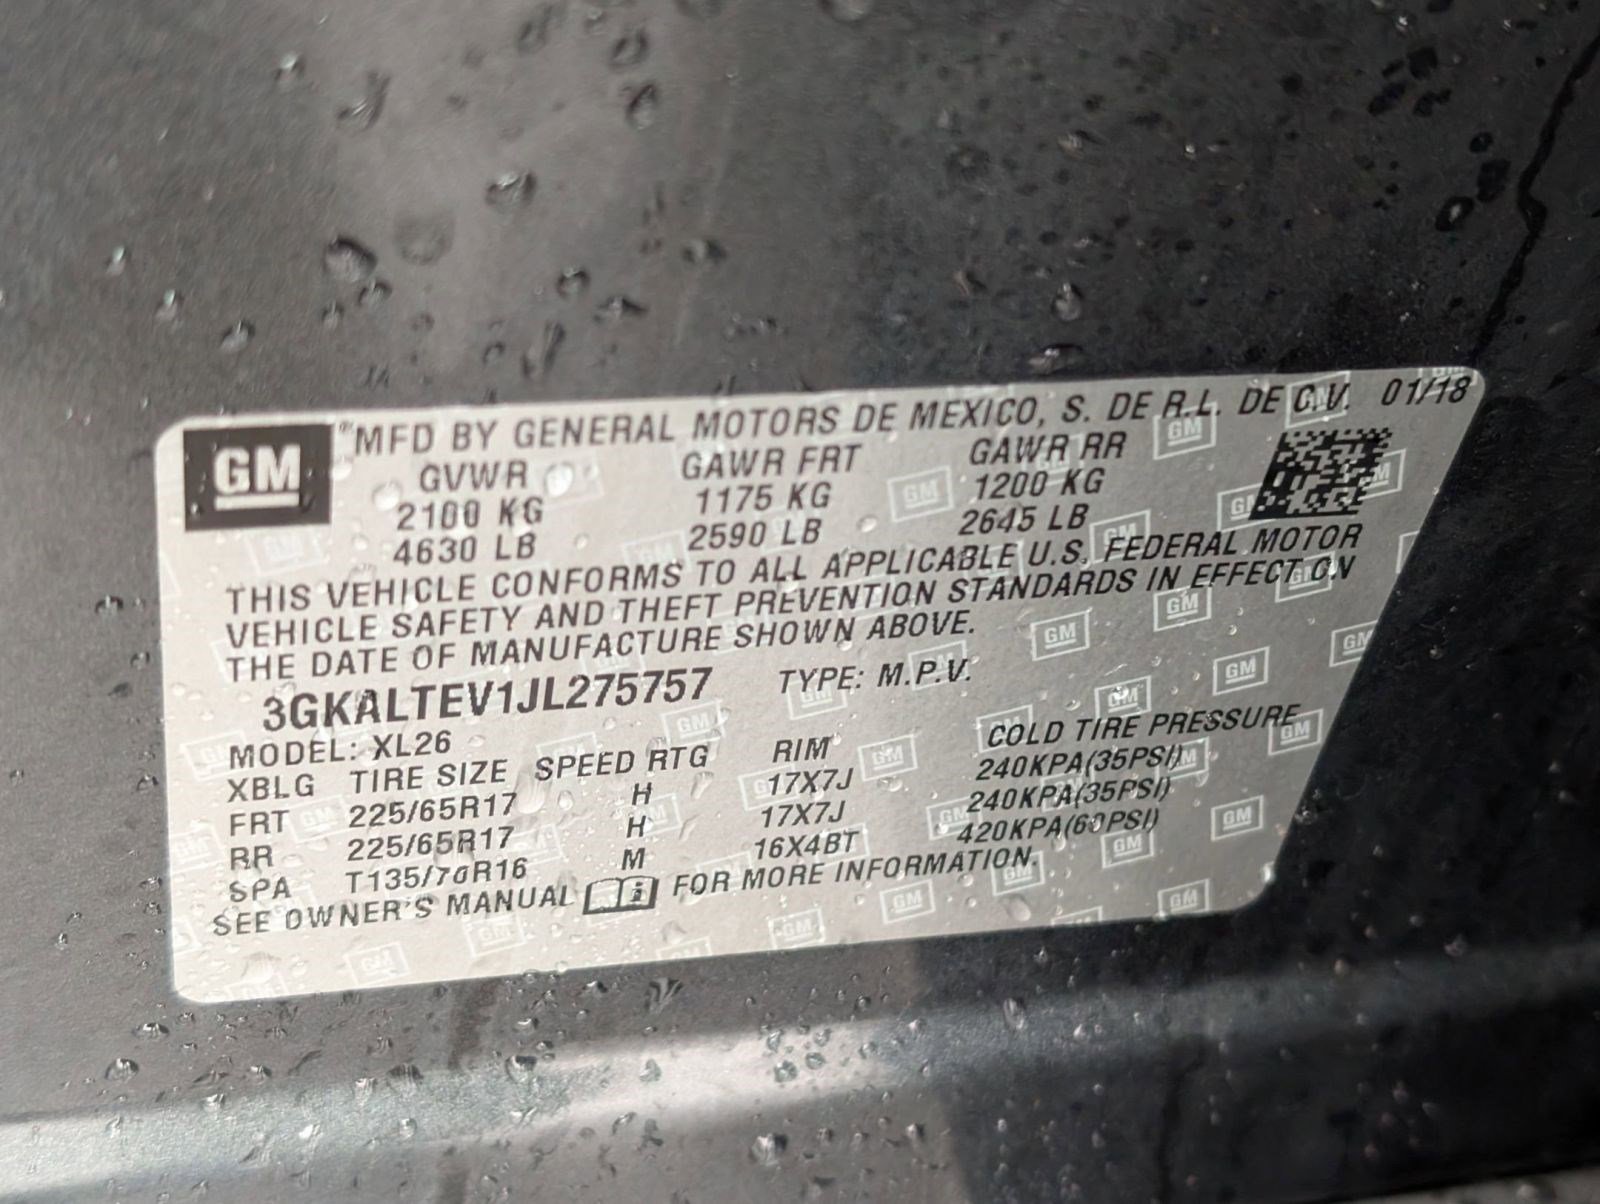 GM
MFD BY GENERAL MOTORS DE MEXICO, S. DE R.L. DE C.V. 01/18
GVWR GAWR FRT GAWR RR
2100 KG 1175 KG 1200 KG
4630 LB 2590 LB 2645 LB
THIS VEHICLE CONFORMS TO ALL APPLICABLE U.S. FEDERAL MOTOR
VEHICLE SAFETY AND THEFT PREVENTION STANDARDS IN EFFECT ON
THE DATE OF MANUFACTURE SHOWN ABOVE.
3GKALTEV1JL275757 TYPE: M.P.V.
MODEL: XL26
XBLG TIRE SIZE SPEED RTG RIM COLD TIRE PRESSURE
FRT 225/65R17 H 17X7J 240KPA(35PSI)
RR 225/65R17 H 17X7J 240KPA(35PSI)
SPA T135/70R16 M 16X4BT 420KPA(60PSI)
SEE OWNER'S MANUAL FOR MORE INFORMATION.